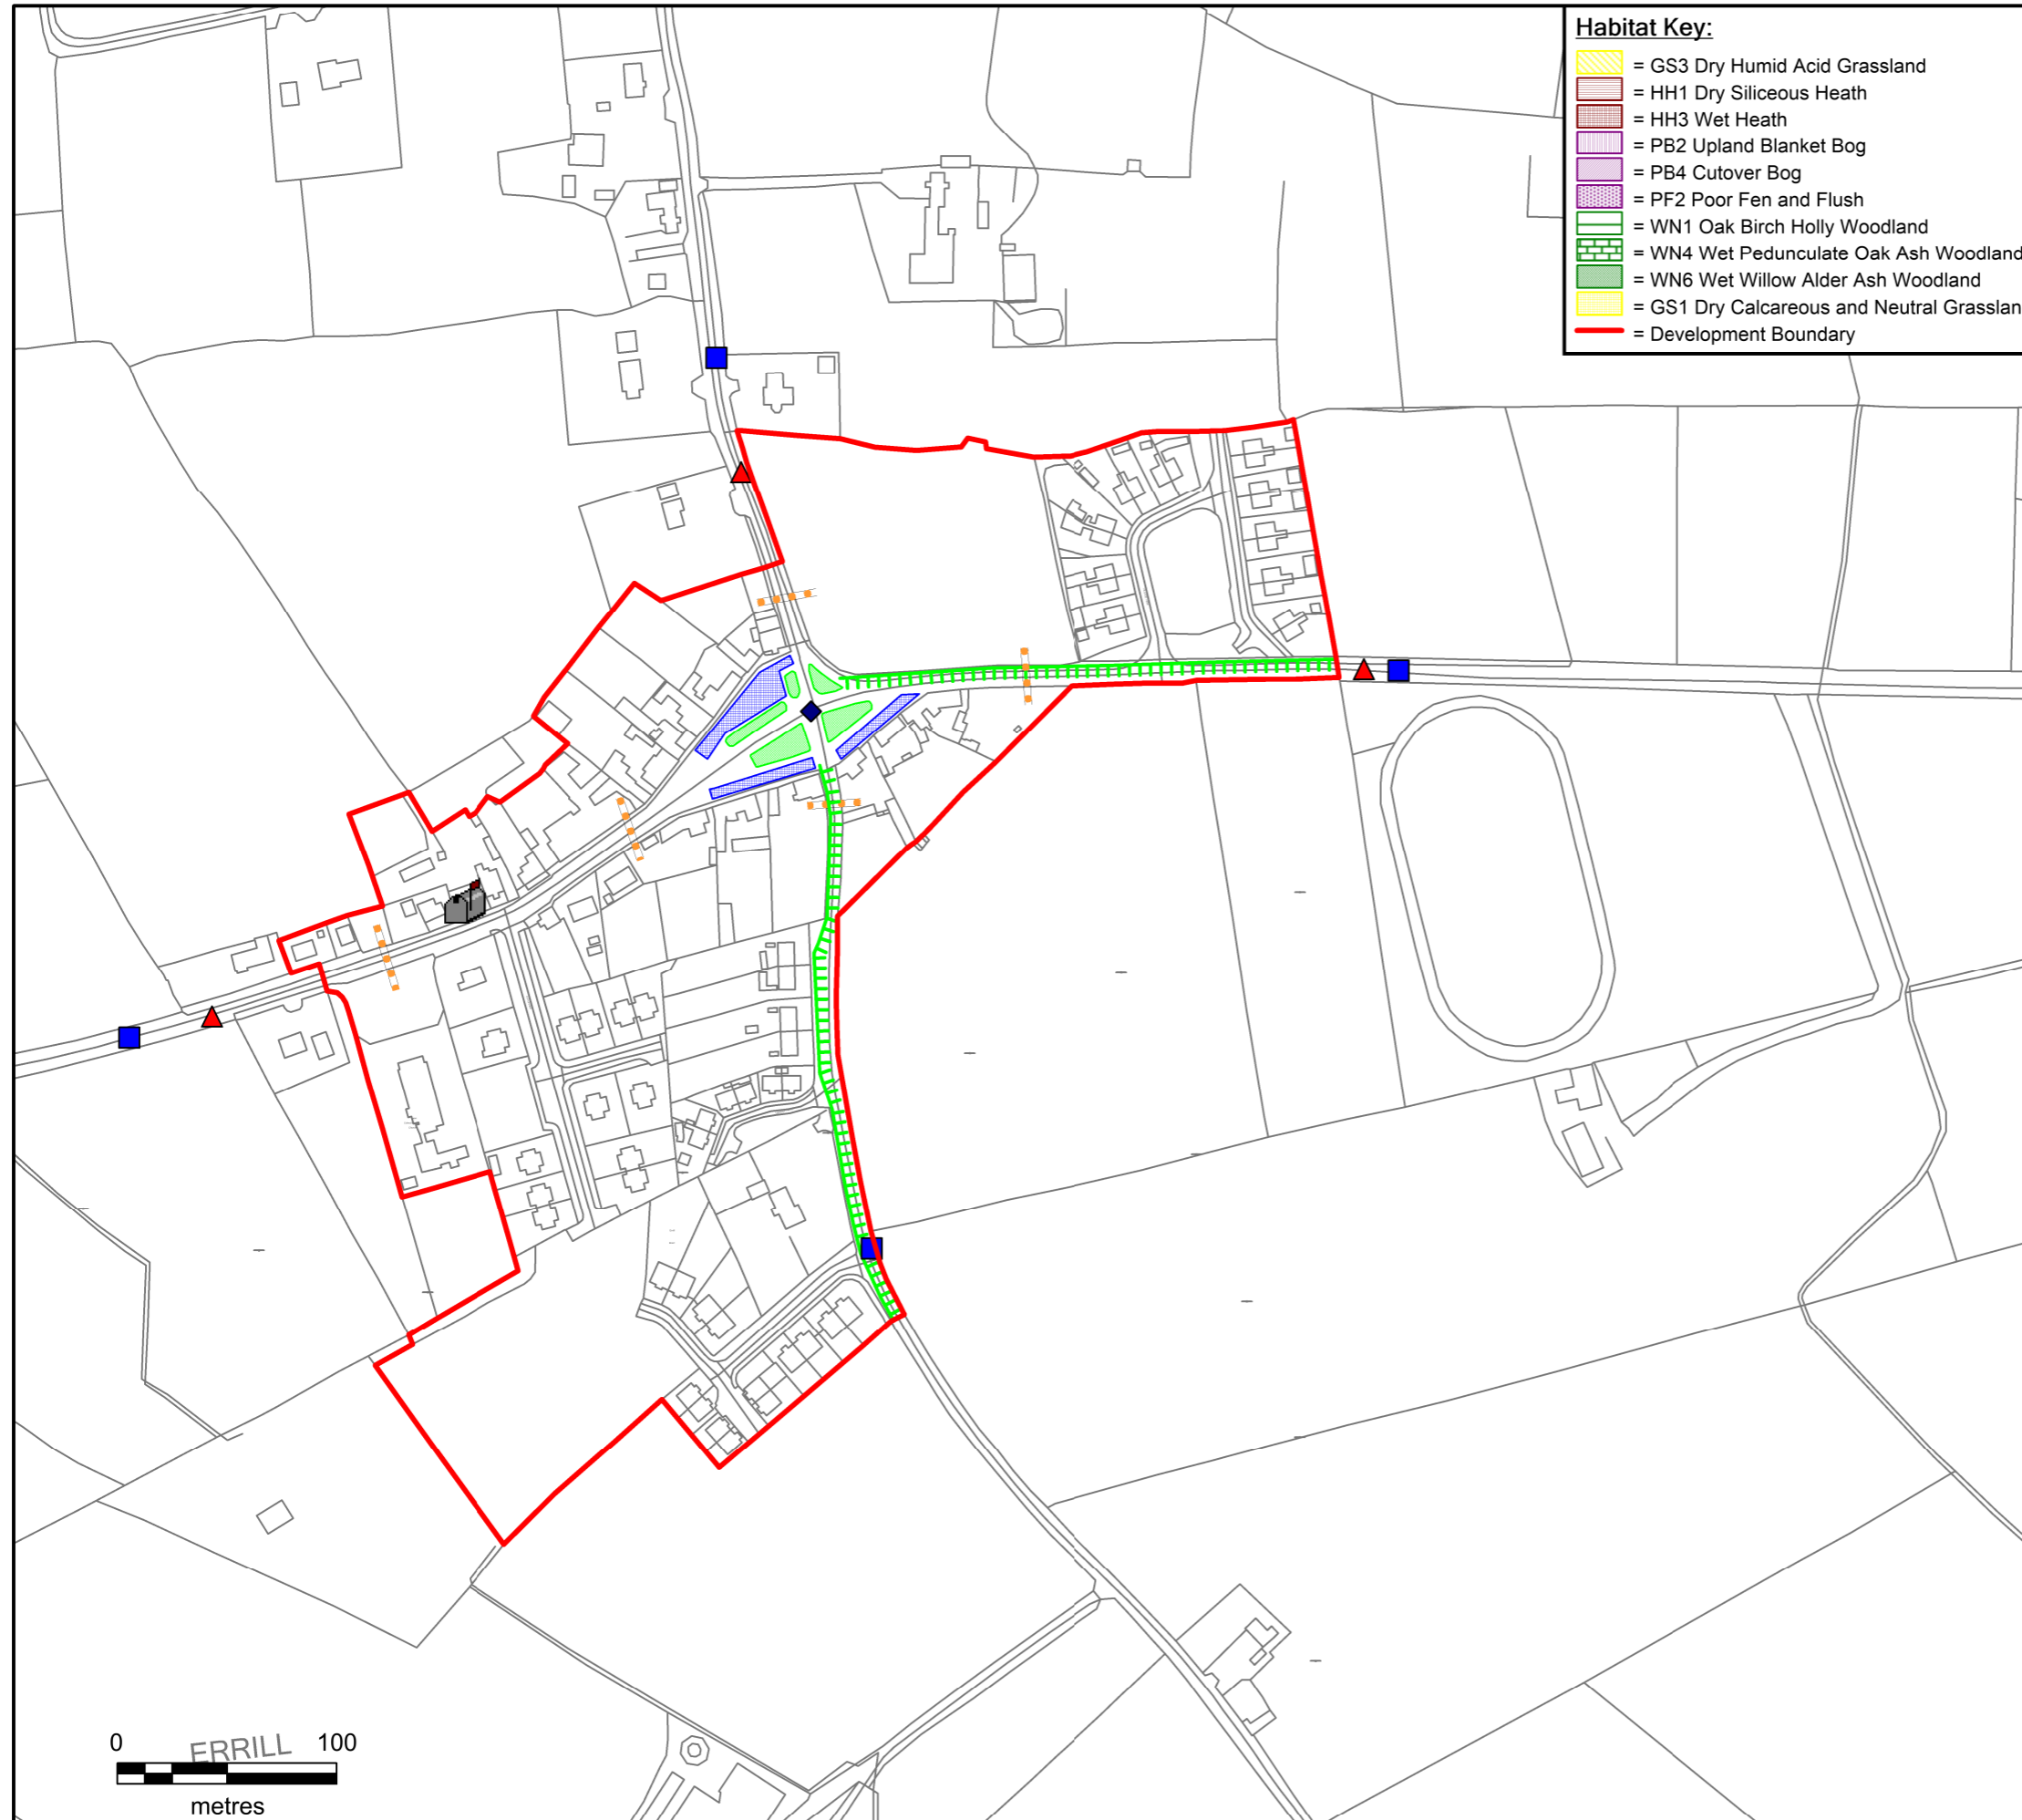 Habitat Key:
= GS3 Dry Humid Acid Grassland
= HH1 Dry Siliceous Heath
= HH3 Wet Heath
= PB2 Upland Blanket Bog
= PB4 Cutover Bog
= PF2 Poor Fen and Flush
= WN1 Oak Birch Holly Woodland
= WN4 Wet Pedunculate Oak Ash Woodland
= WN6 Wet Willow Alder Ash Woodland
= GS1 Dry Calcareous and Neutral Grasslan
= Development Boundary
0 ERRILL 100
metres